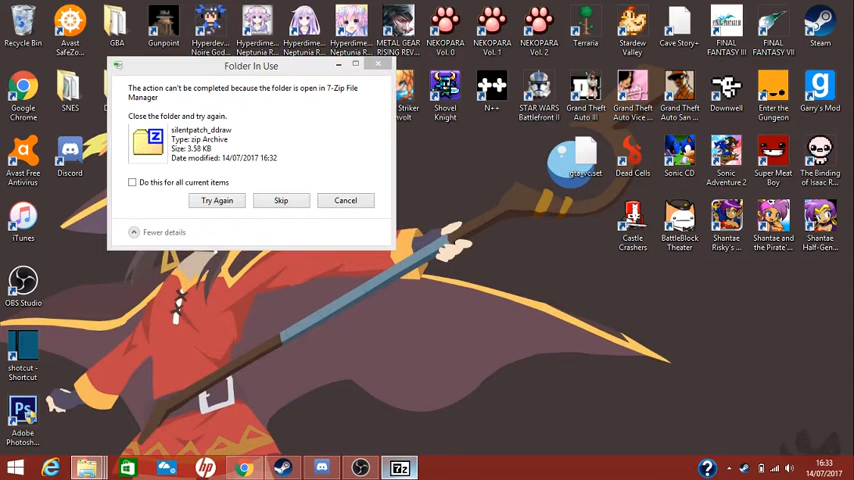 Recycle Bin
Avast SafeZo...
GBA
Gunpoint
Hyperdev... Noire God...
Hyperdime... Neptunia ...
Hyperdime... Neptunia ...
Hyperdime... Neptunia R...
METAL GEAR RISING REV...
NEKOPARA Vol. 0
NEKOPARA Vol. 1
NEKOPARA Vol. 2
Terraria
Stardew Valley
Cave Story+
FINAL FANTASY III
FINAL FANTASY VII
Steam
Folder In Use
The action can't be completed because the folder is open in 7-Zip File
Manager
Close the folder and try again.
silentpatch_ddraw
Type: zip Archive
Size: 3.58 KB
Date modified: 14/07/2017 16:32
Do this for all current items
Try Again
Skip
Cancel
Fewer details
Google Chrome
SNES
Striker
Shovel Knight
N++
STAR WARS Battlefront II
Grand Theft Auto III
Grand Theft Auto Vice ...
Grand Theft Auto San ...
Downwell
Enter the Gungeon
Garry's Mod
Avast Free Antivirus
Discord
gta_vc.set
Dead Cells
Sonic CD
Sonic Adventure 2
Super Meat Boy
The Binding of Isaac R...
iTunes
Castle Crashers
BattleBlock Theater
Shantae Risky's ...
Shantae and the Pirate'...
Shantae Half-Gen...
OBS Studio
shotcut - Shortcut
Adobe Photosh...
16:33
14/07/2017